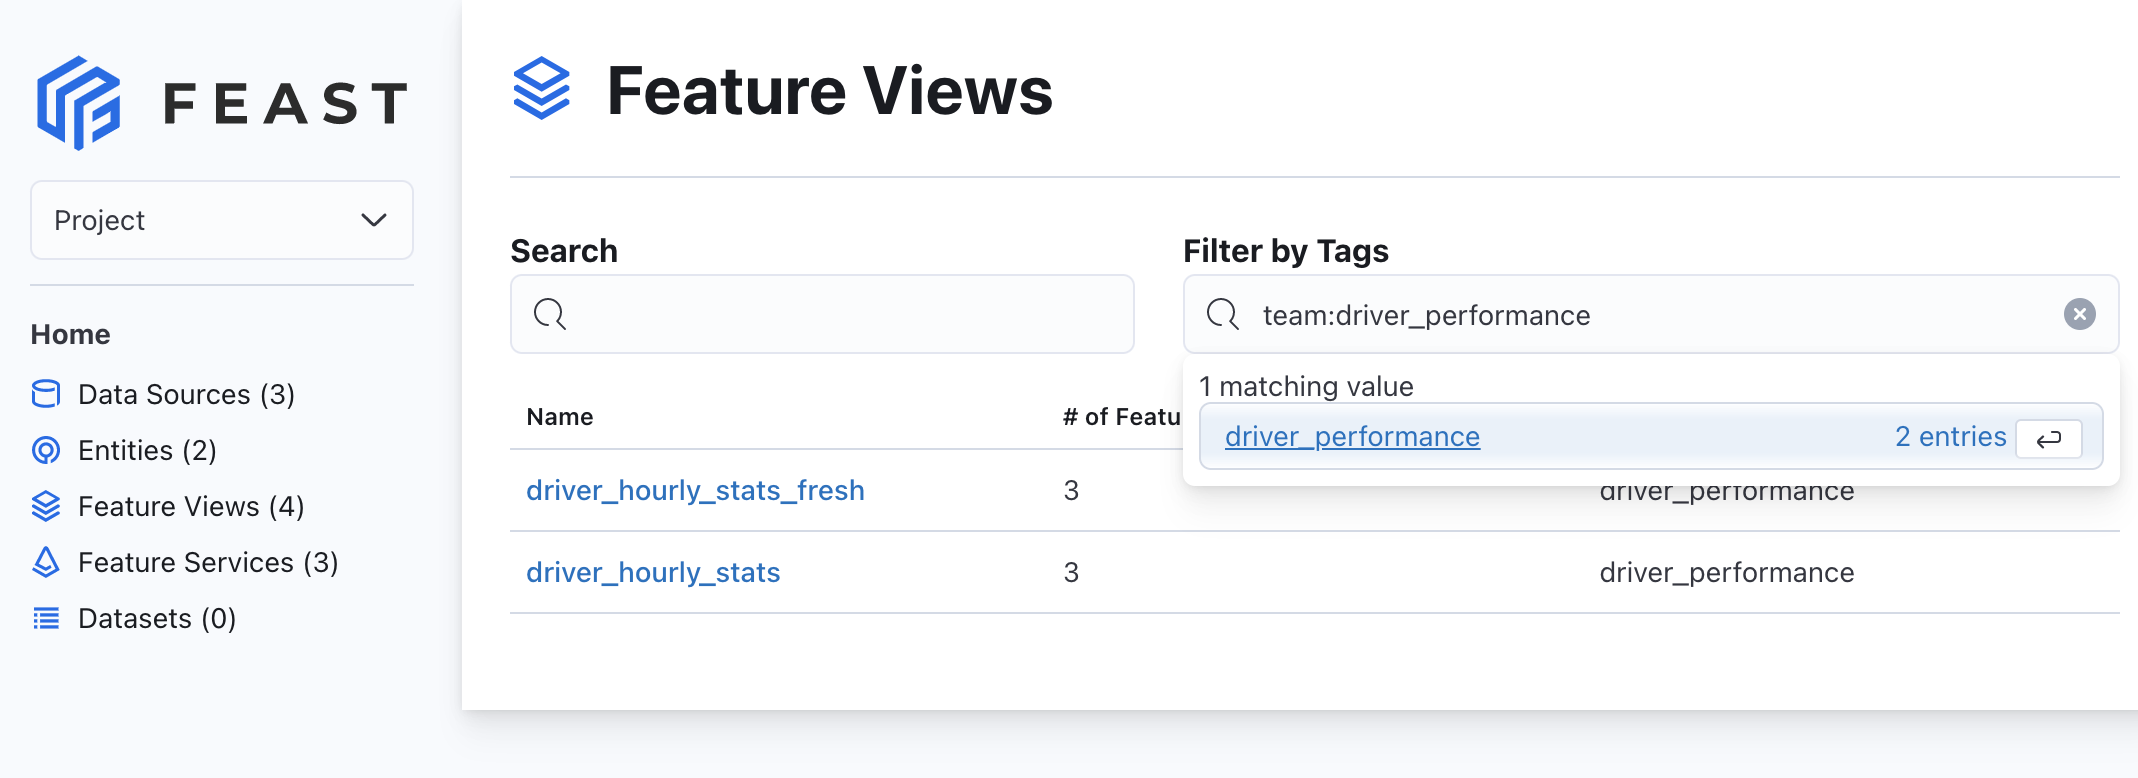 FEAST
Project
Home
Data Sources (3)
Entities (2)
Feature Views (4)
Feature Services (3)
Datasets (0)
Feature Views
Search
Filter by Tags
team:driver_performance
1 matching value
driver_performance 2 entries
Name # of Featu
driver_hourly_stats_fresh 3 driver_performance
driver_hourly_stats 3 driver_performance